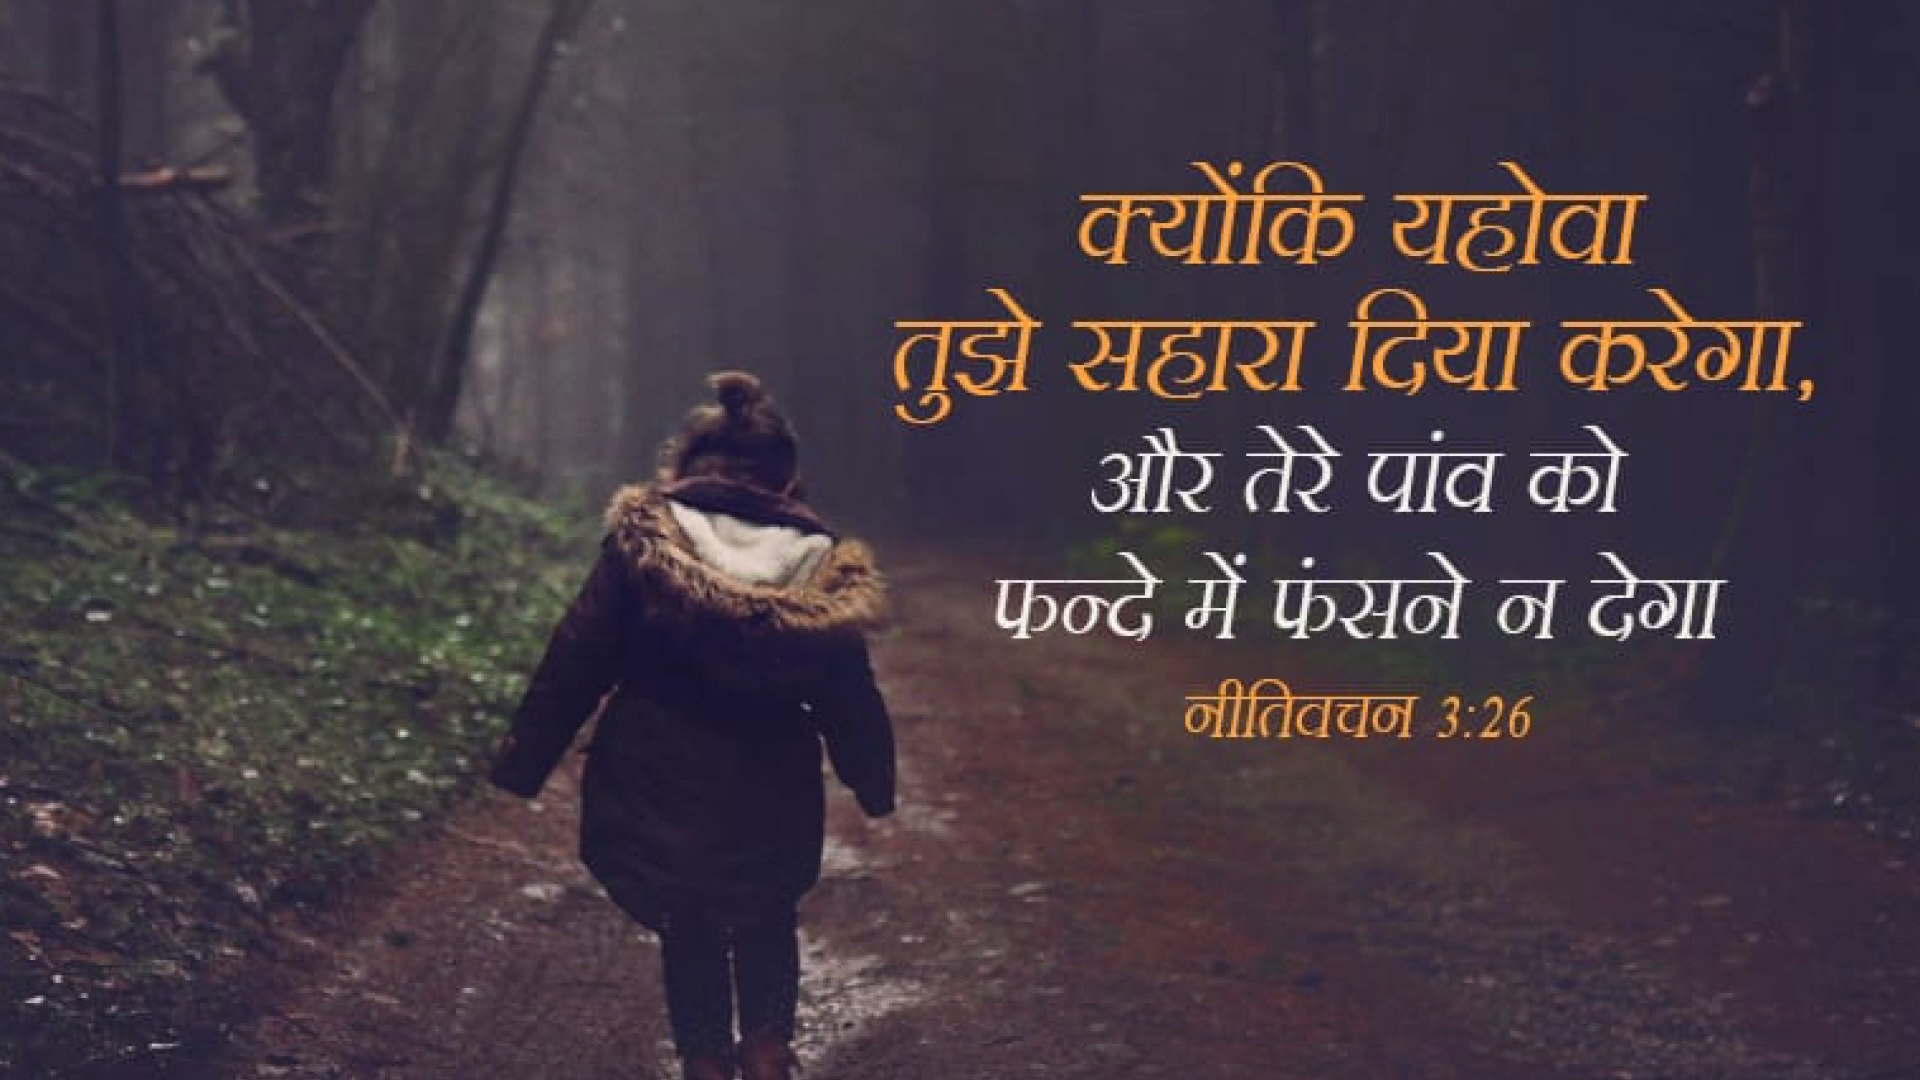 क्योंकि यहोवा
तुझे सहारा दिया करेगा,
और तेरे पांव को
फन्दे में फंसने न देगा
नीतिवचन 3:26